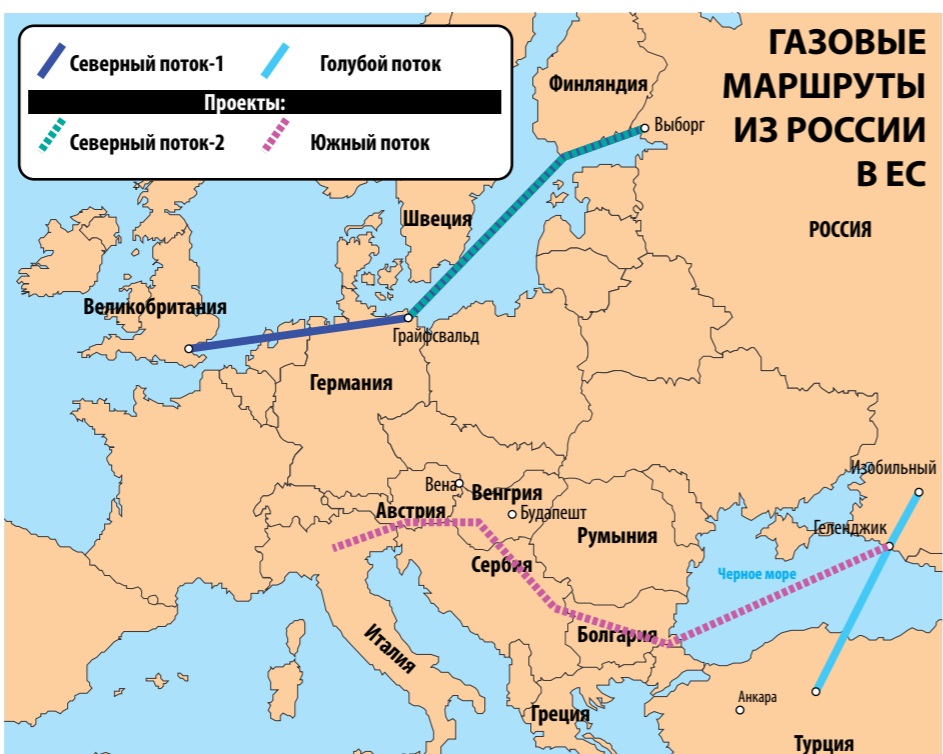 Северный поток-1
Голубой поток
Проекты:
Северный поток-2
Южный поток
ГАЗОВЫЕ
МАРШРУТЫ
ИЗ РОССИИ
В ЕС
Финляндия
Выборг
Швеция
РОССИЯ
Великобритания
Грайфсвальд
Германия
Изобильный
Вена
Венгрия
Австрия
Будапешт
Геленджик
Румыния
Сербия
Черное море
Болгария
Италия
Анкара
Греция
Турция